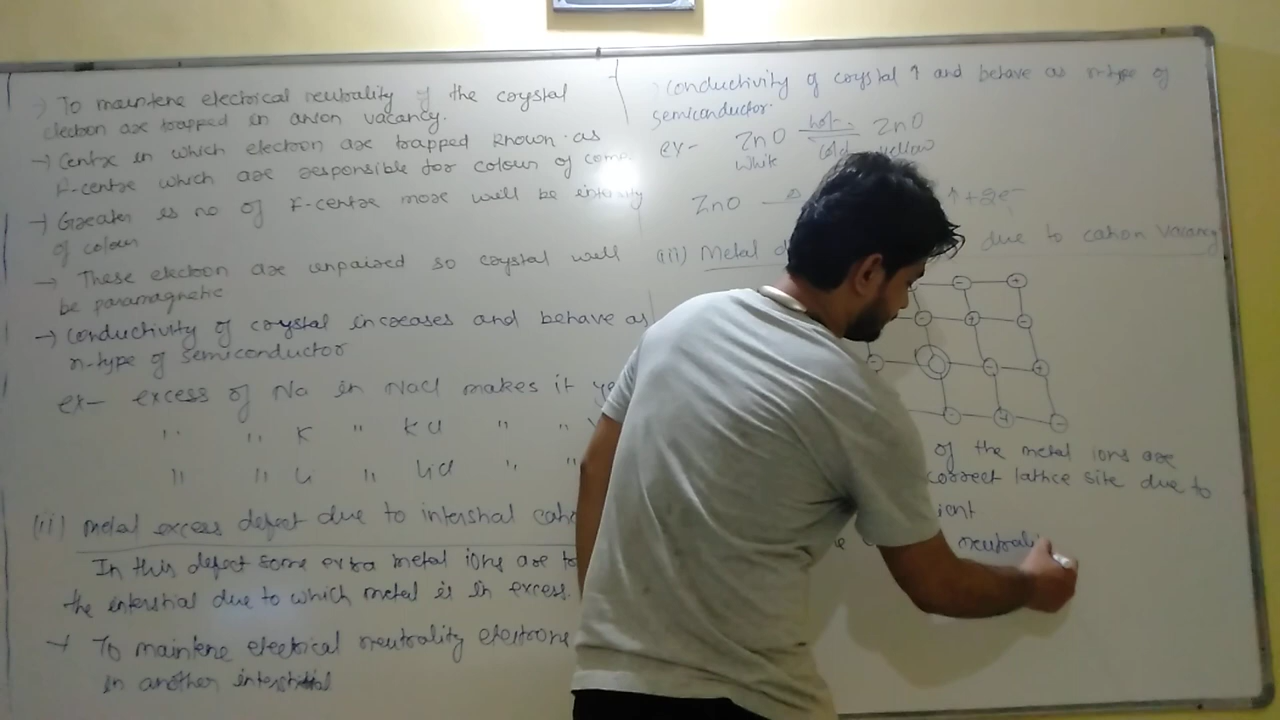 → To maintene electrical neutrality of the crystal
electron are trapped in anion vacancy.
→ Centre in which electron are trapped known as
F-centre which are responsible for colour of comp
→ Greater is no of F-centre more will be intensity
of colour
→ These electron are unpaired so crystal will
be paramagnetic
→ Conductivity of crystal increases and behave as
n-type of semiconductor
ex- excess of Na in NaCl makes it ye
" " K " KCl " "
" " Li " LiCl " "
(ii) Metal excess defect due to interstial catio
In this defect some extra metal ions are
the interstial due to which metal is in excess.
→ To maintene electrical neutrality electrons
in another interstial
Conductivity of crystal ↑ and behave as n-type of
semiconductor.
ex- ZnO hot cold ZnO
White yellow
ZnO Δ ↑ + 2e⁻
(iii) Metal d due to cation vacancy
of the metal ions are
correct lattice site due to
ient
neutrali